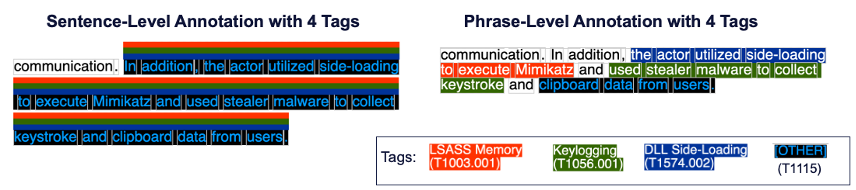 Sentence-Level Annotation with 4 Tags
communication. In addition, the actor utilized side-loading
to execute Mimikatz and used stealer malware to collect
keystroke and clipboard data from users.
Phrase-Level Annotation with 4 Tags
communication. In addition, the actor utilized side-loading
to execute Mimikatz and used stealer malware to collect
keystroke and clipboard data from users.
Tags:
LSASS Memory
(T1003.001)
Keylogging
(T1056.001)
DLL Side-Loading
(T1574.002)
[OTHER]
(T1115)